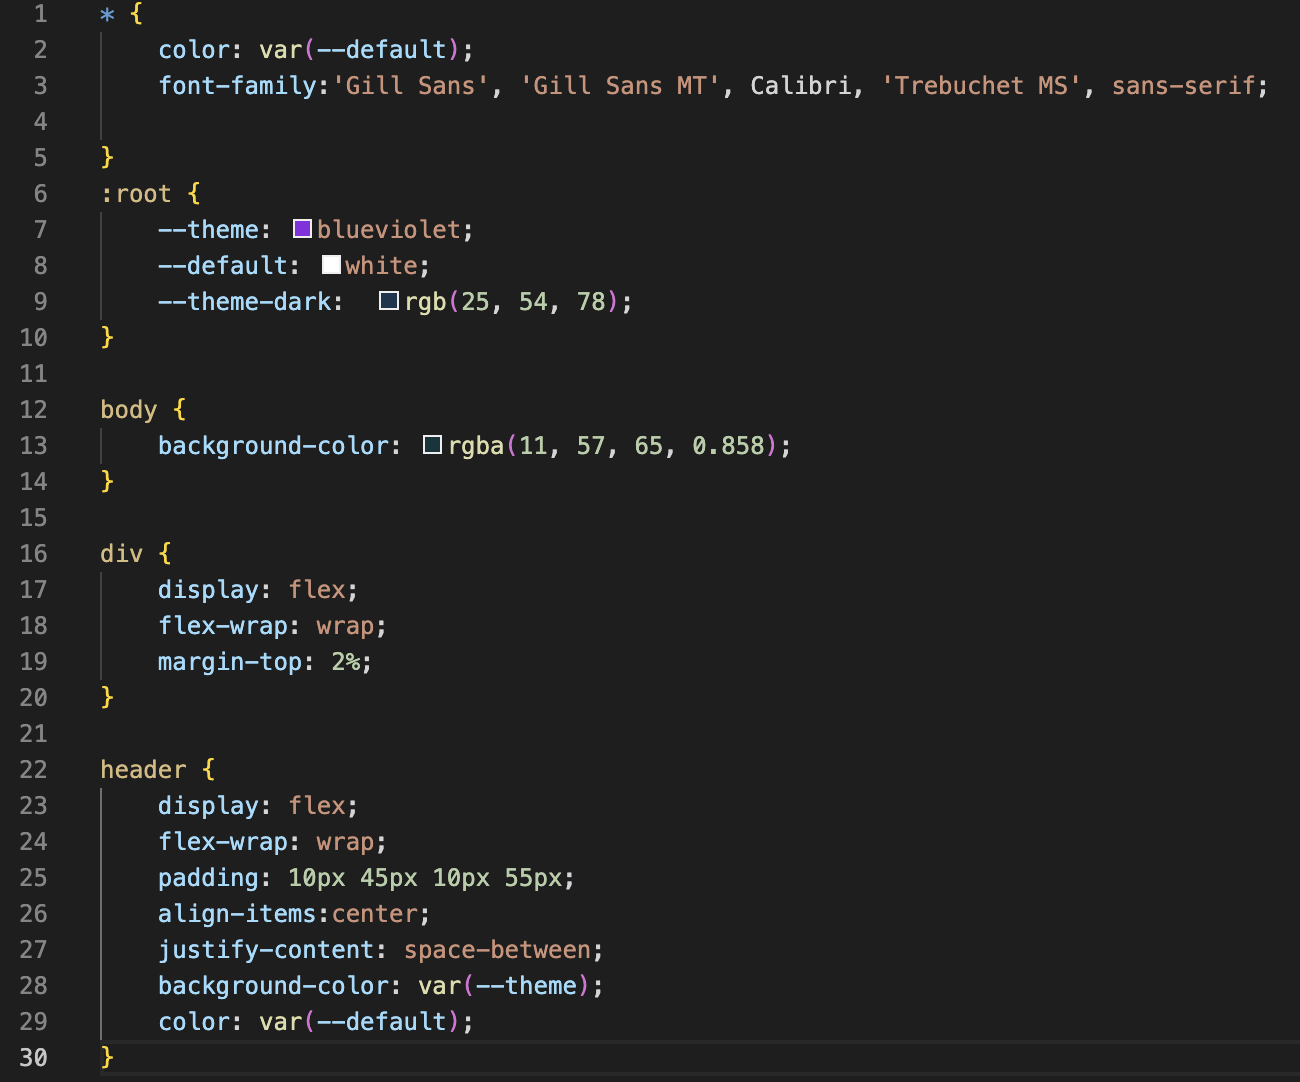 1 * {
2 color: var(--default);
3 font-family:'Gill Sans', 'Gill Sans MT', Calibri, 'Trebuchet MS', sans-serif;
4
5 }
6 :root {
7 --theme: blueviolet;
8 --default: white;
9 --theme-dark: rgb(25, 54, 78);
10 }
11
12 body {
13 background-color: rgba(11, 57, 65, 0.858);
14 }
15
16 div {
17 display: flex;
18 flex-wrap: wrap;
19 margin-top: 2%;
20 }
21
22 header {
23 display: flex;
24 flex-wrap: wrap;
25 padding: 10px 45px 10px 55px;
26 align-items:center;
27 justify-content: space-between;
28 background-color: var(--theme);
29 color: var(--default);
30 }